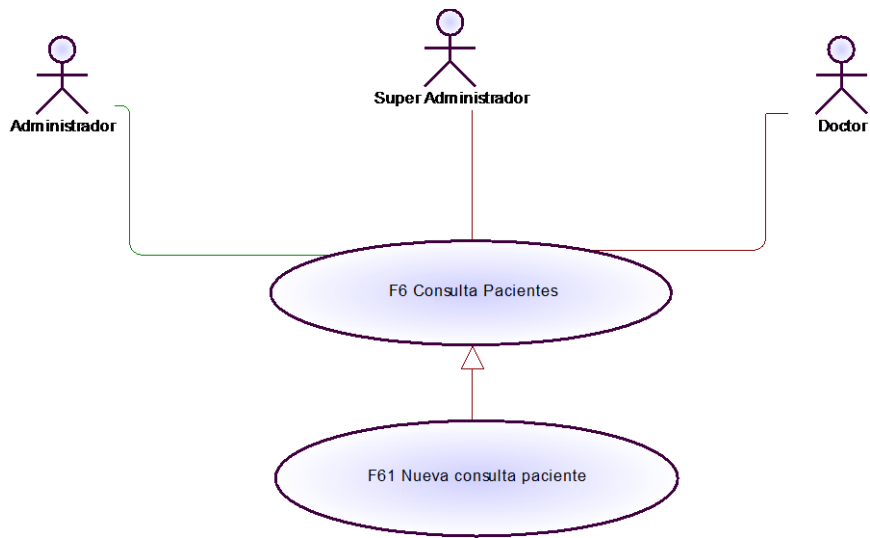 Super Administrador
Administrador
Doctor
F6 Consulta Pacientes
F61 Nueva consulta paciente